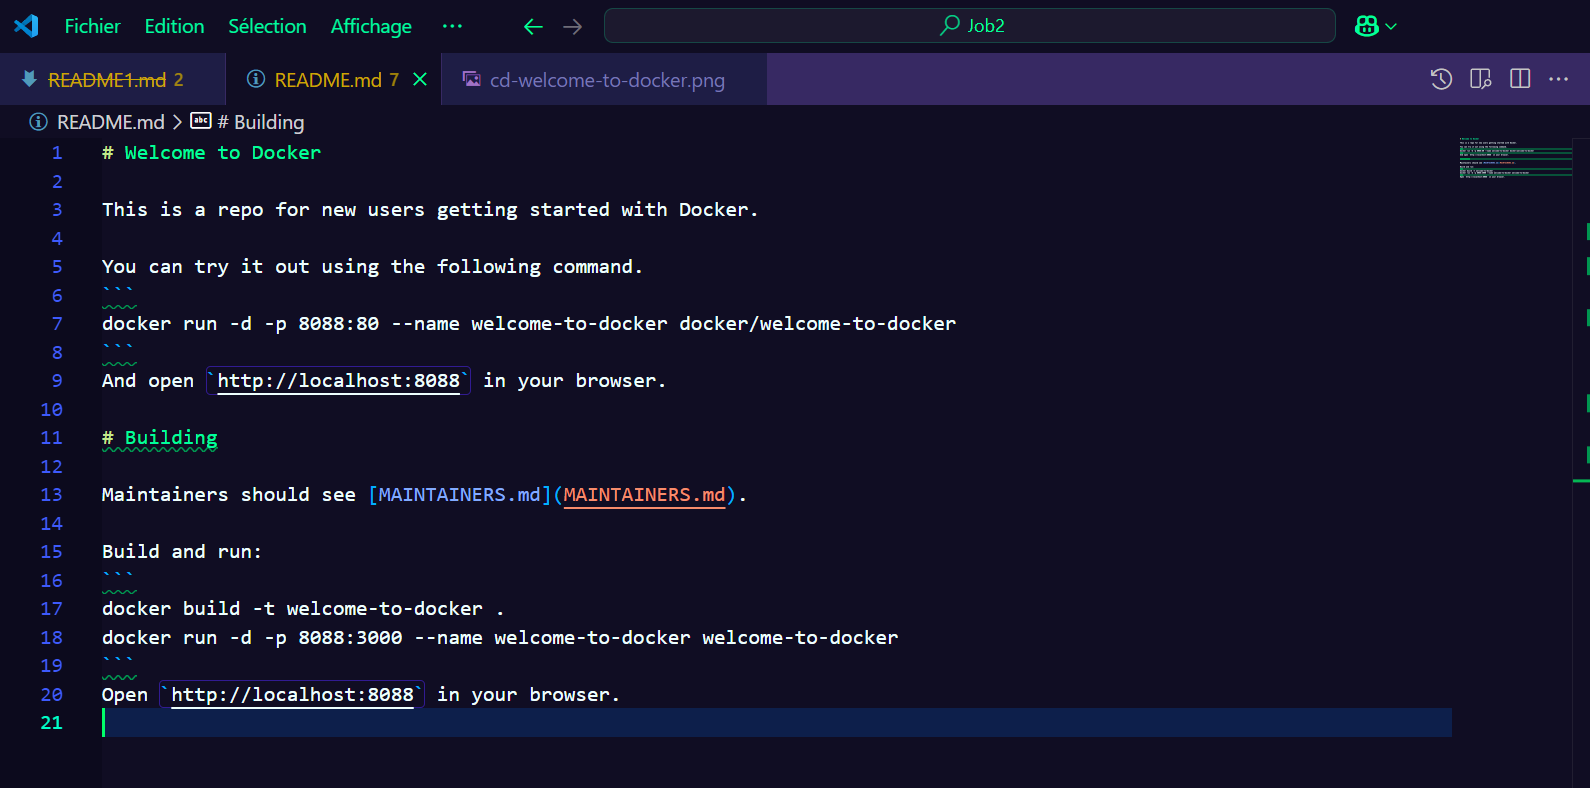 Fichier Edition Sélection Affichage ··· Job2
README1.md 2 README.md 7 cd-welcome-to-docker.png
README.md > # Building
1 # Welcome to Docker
2
3 This is a repo for new users getting started with Docker.
4
5 You can try it out using the following command.
6 ```
7 docker run -d -p 8088:80 --name welcome-to-docker docker/welcome-to-docker
8 ```
9 And open `http://localhost:8088` in your browser.
10
11 # Building
12
13 Maintainers should see [MAINTAINERS.md](MAINTAINERS.md).
14
15 Build and run:
16 ```
17 docker build -t welcome-to-docker .
18 docker run -d -p 8088:3000 --name welcome-to-docker welcome-to-docker
19 ```
20 Open `http://localhost:8088` in your browser.
21